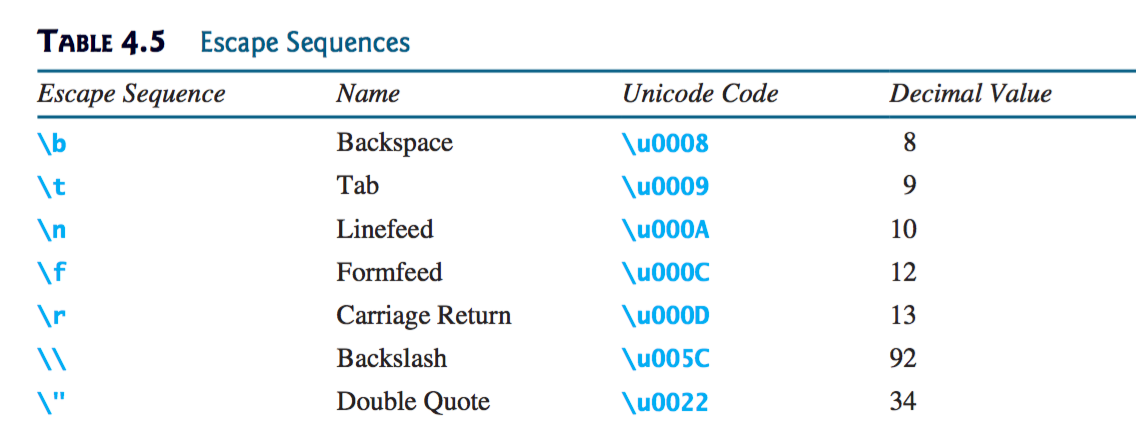 TABLE 4.5 Escape Sequences
Escape Sequence Name Unicode Code Decimal Value
\b Backspace \u0008 8
\t Tab \u0009 9
\n Linefeed \u000A 10
\f Formfeed \u000C 12
\r Carriage Return \u000D 13
\\ Backslash \u005C 92
\" Double Quote \u0022 34